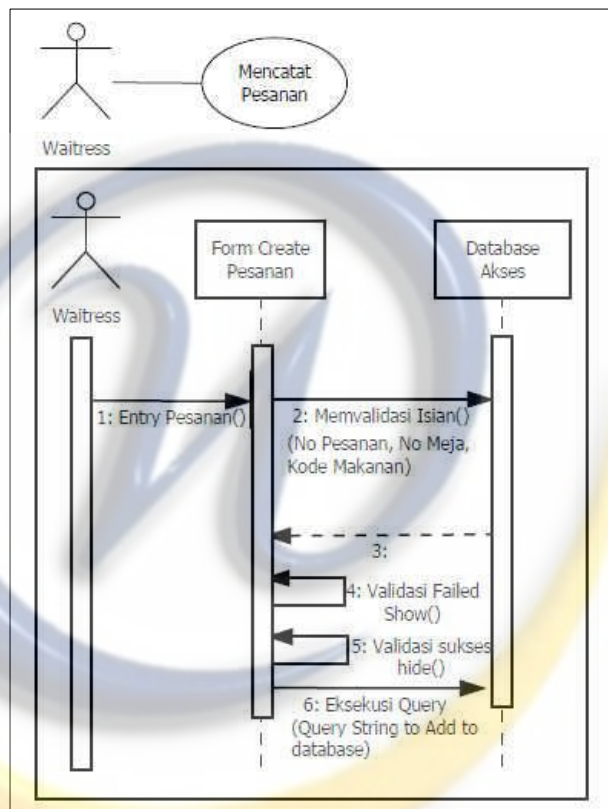 Mencatat
Pesanan
Waitress
Form Create
Pesanan
Database
Akses
Waitress
1: Entry Pesanan()
2: Memvalidasi Isian()
(No Pesanan, No Meja,
Kode Makanan)
3:
4: Validasi Failed
Show()
5: Validasi sukses
hide()
6: Eksekusi Query
(Query String to Add to
database)